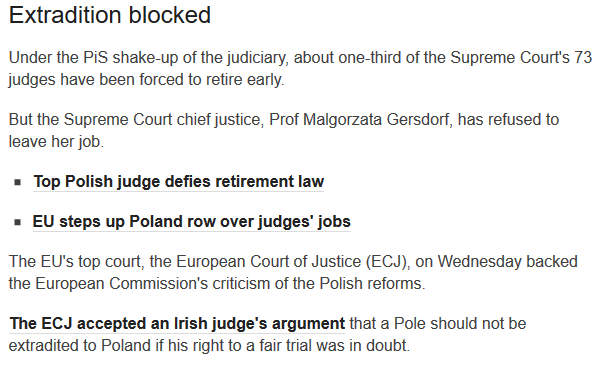 Extradition blocked
Under the PiS shake-up of the judiciary, about one-third of the Supreme Court's 73
judges have been forced to retire early.
But the Supreme Court chief justice, Prof Malgorzata Gersdorf, has refused to
leave her job.
Top Polish judge defies retirement law
EU steps up Poland row over judges' jobs
The EU's top court, the European Court of Justice (ECJ), on Wednesday backed
the European Commission's criticism of the Polish reforms.
The ECJ accepted an Irish judge's argument that a Pole should not be
extradited to Poland if his right to a fair trial was in doubt.